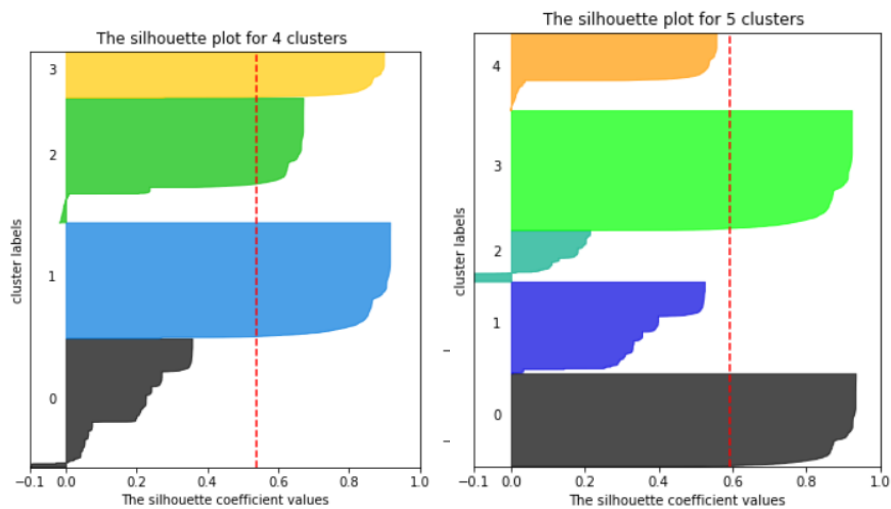 The silhouette plot for 4 clusters
cluster labels
3
2
1
0
−0.1 0.0 0.2 0.4 0.6 0.8 1.0
The silhouette coefficient values
The silhouette plot for 5 clusters
cluster labels
4
3
2
1
0
−0.1 0.0 0.2 0.4 0.6 0.8 1.0
The silhouette coefficient values